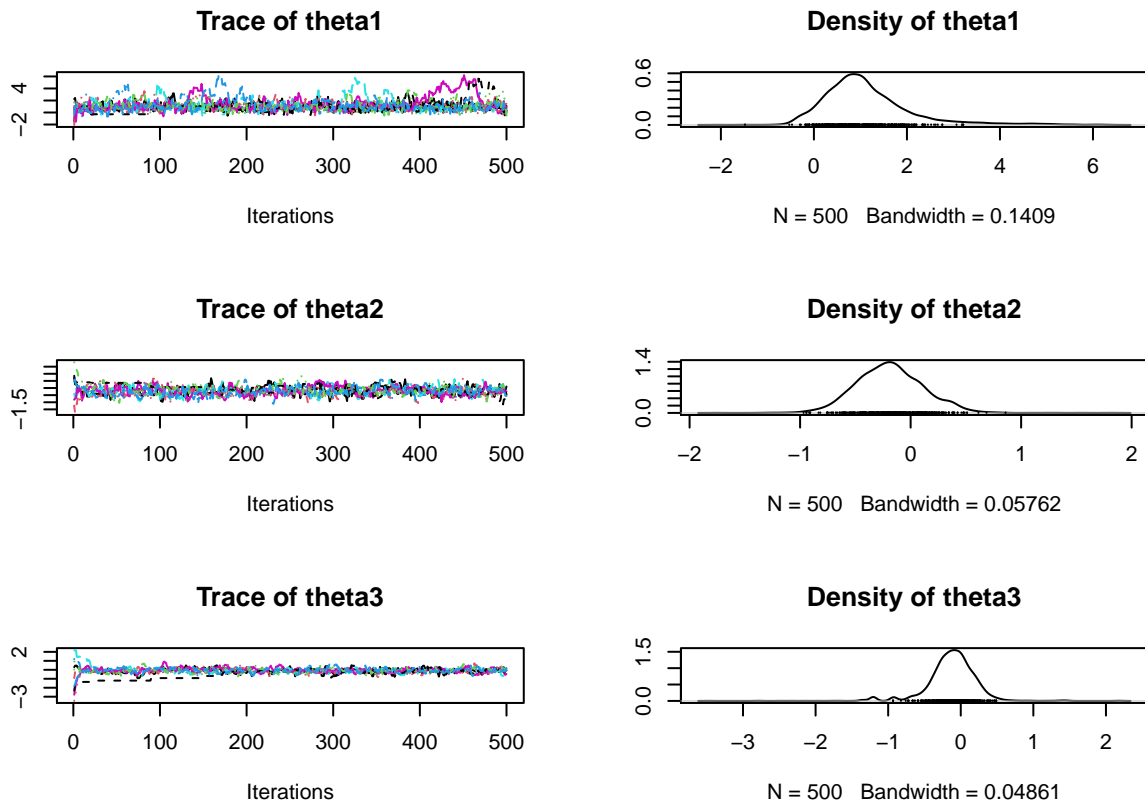 Trace of theta1
4
−2
0 100 200 300 400 500
Iterations
Density of theta1
0.6
0.0
−2 0 2 4 6
N = 500 Bandwidth = 0.1409
Trace of theta2
−1.5
0 100 200 300 400 500
Iterations
Density of theta2
1.4
0.0
−2 −1 0 1 2
N = 500 Bandwidth = 0.05762
Trace of theta3
2
−3
0 100 200 300 400 500
Iterations
Density of theta3
1.5
0.0
−3 −2 −1 0 1 2
N = 500 Bandwidth = 0.04861